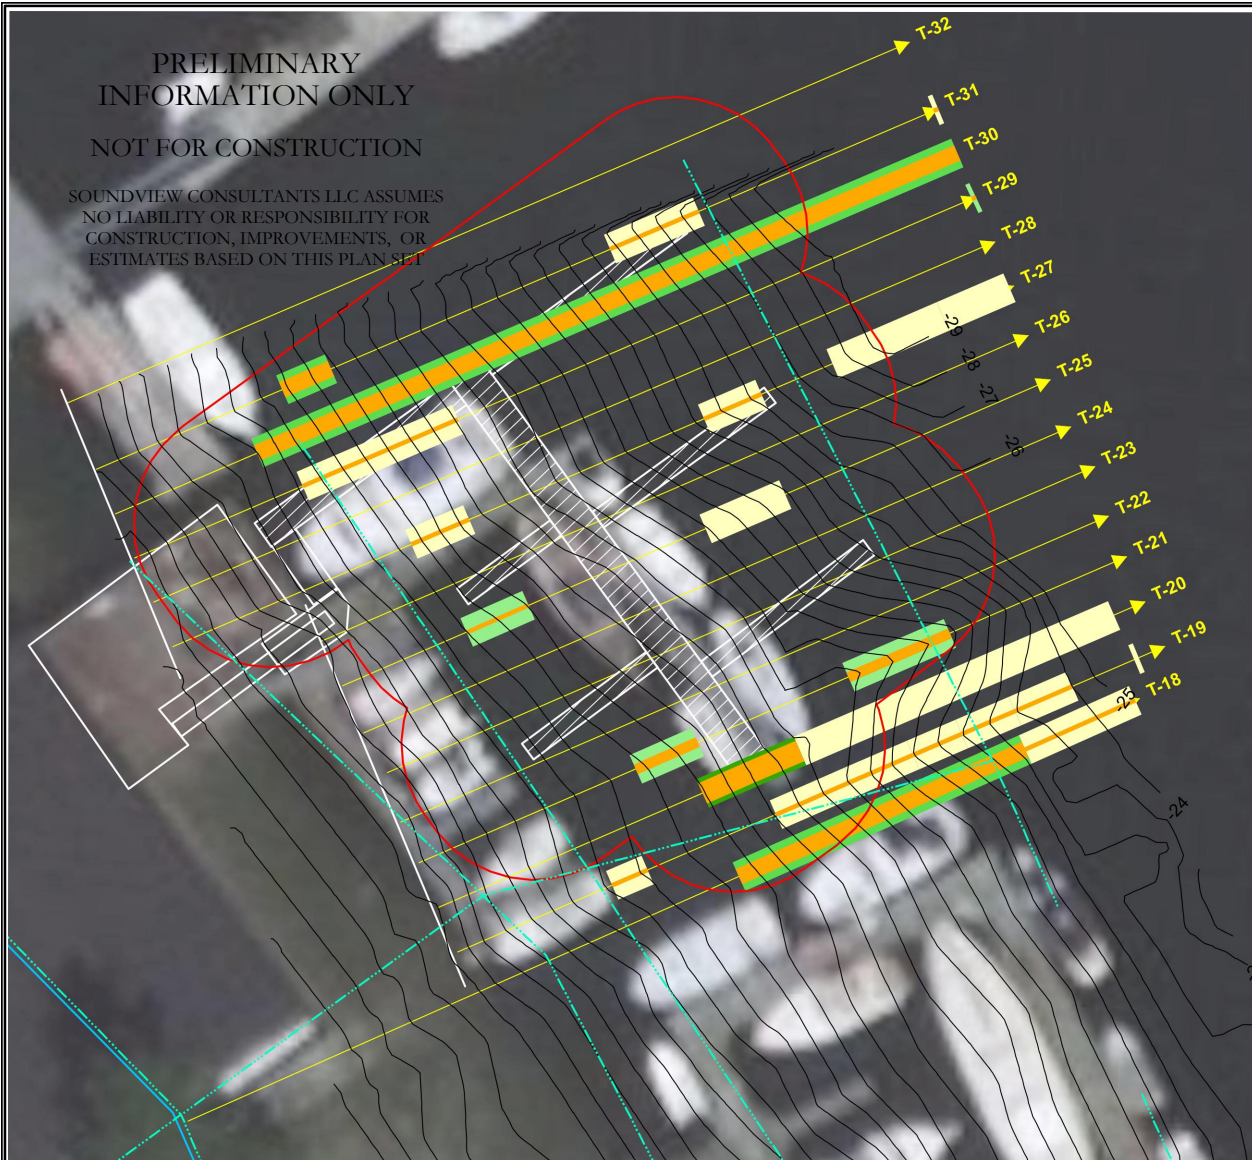 PRELIMINARY
INFORMATION ONLY
NOT FOR CONSTRUCTION
SOUNDVIEW CONSULTANTS LLC ASSUMES
NO LIABILITY OR RESPONSIBILITY FOR
CONSTRUCTION, IMPROVEMENTS, OR
ESTIMATES BASED ON THIS PLAN SET
T-32
T-31
T-30
T-29
T-28
T-27
T-26
T-25
T-24
T-23
T-22
T-21
T-20
T-19
T-18
-29
-28
-27
-26
-25
-24